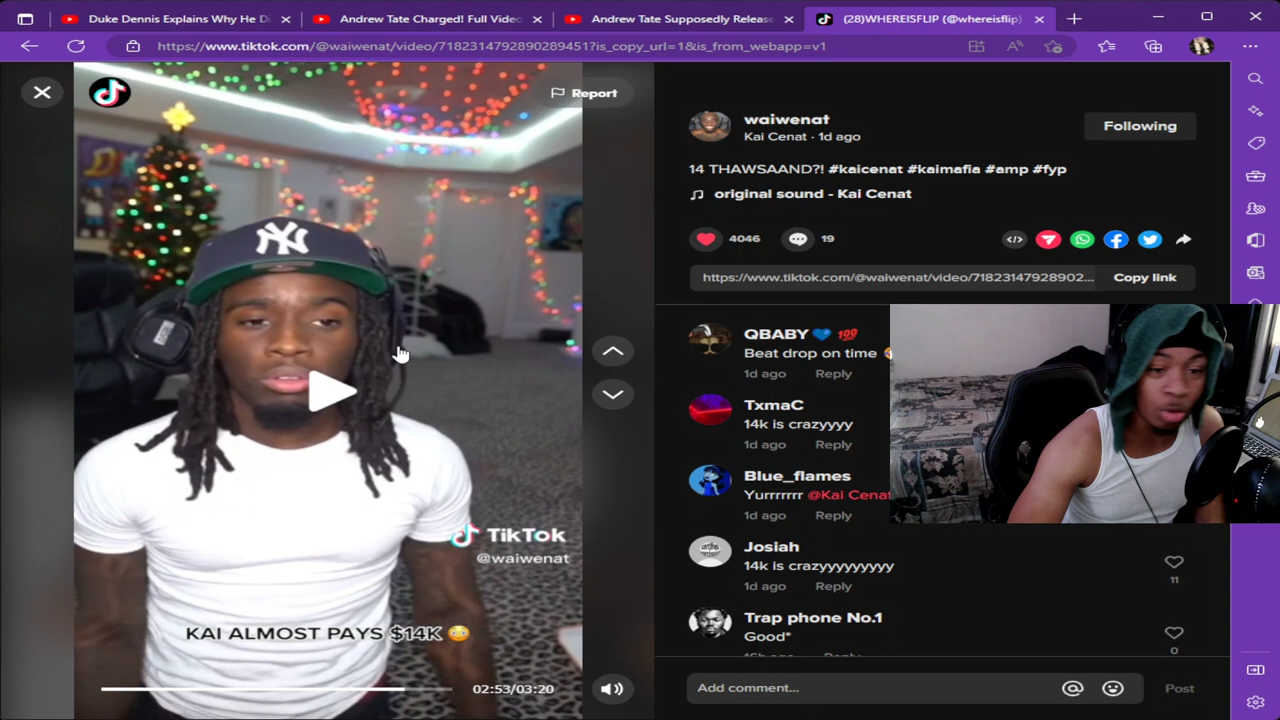 Duke Dennis Explains Why He Di
Andrew Tate Charged! Full Video
Andrew Tate Supposedly Release
(28)WHEREISFLIP (@whereisflip)
https://www.tiktok.com/@waiwenat/video/7182314792890289451?is_copy_url=1&is_from_webapp=v1
Report
NY
TikTok
@waiwenat
KAI ALMOST PAYS $14K 😳
02:53/03:20
waiwenat
Kai Cenat · 1d ago
Following
14 THAWSAAND?! #kaicenat #kaimafia #amp #fyp
original sound - Kai Cenat
4046
19
https://www.tiktok.com/@waiwenat/video/71823147928902...
Copy link
QBABY💙 💯
Beat drop on time
1d ago Reply
TxmaC
14k is crazyyyy
1d ago Reply
Blue_flames
Yurrrrrrr @Kai Cenat
1d ago Reply
Josiah
14k is crazyyyyyyyyy
1d ago Reply
11
Trap phone No.1
Good*
0
Add comment...
Post